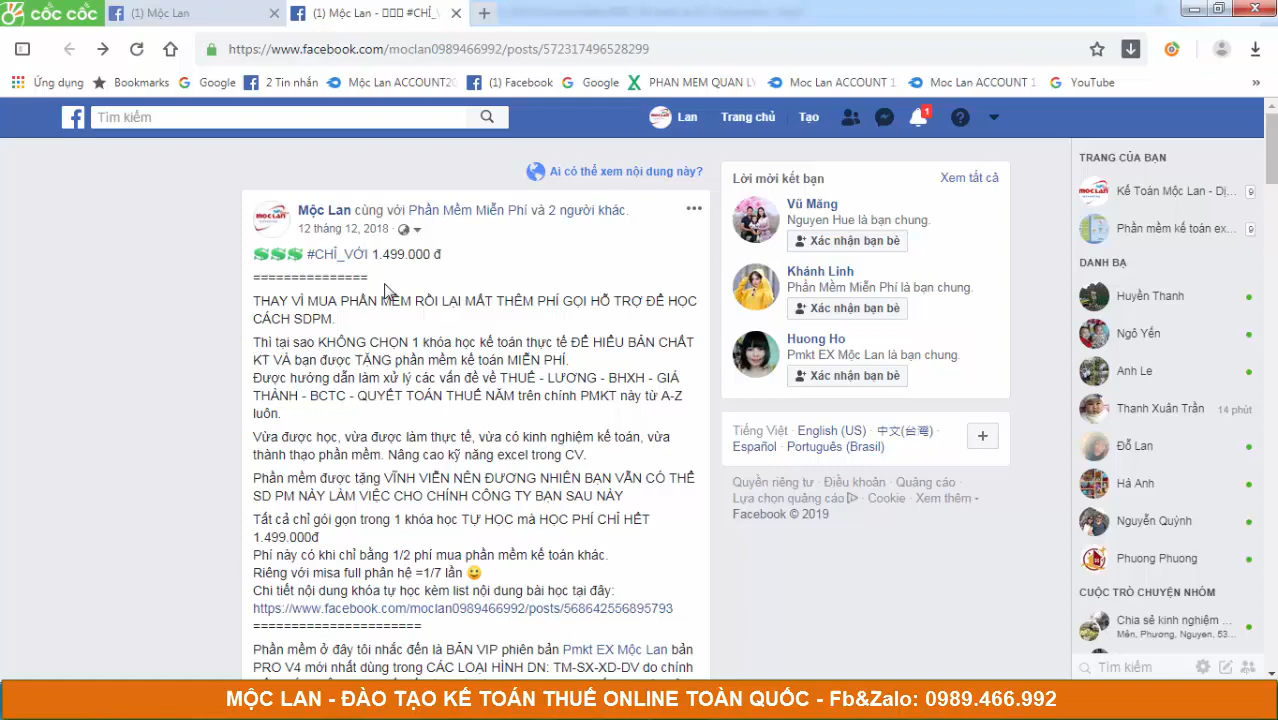 cốc cốc
(1) Mộc Lan
(1) Mộc Lan - #CHỈ_V
https://www.facebook.com/moclan0989466992/posts/572317496528299
Ứng dụng
Bookmarks
Google
2 Tin nhắn
Mộc Lan ACCOUNT20
(1) Facebook
Google
PHAN MEM QUAN LY
Moc Lan ACCOUNT 1
Moc Lan ACCOUNT 1
YouTube
Tìm kiếm
Lan
Trang chủ
Tạo
1
Ai có thể xem nội dung này?
Mộc Lan cùng với Phần Mềm Miễn Phí và 2 người khác.
12 tháng 12, 2018
#CHỈ_VỚI 1.499.000 đ
===============
THAY VÌ MUA PHẦN MỀM RỒI LẠI MẤT THÊM PHÍ GỌI HỖ TRỢ ĐỂ HỌC
CÁCH SDPM.
Thì tại sao KHÔNG CHỌN 1 khóa học kế toán thực tế ĐỂ HIỂU BẢN CHẤT
KT VÀ bạn được TẶNG phần mềm kế toán MIỄN PHÍ.
Được hướng dẫn làm xử lý các vấn đề về THUẾ - LƯƠNG - BHXH - GIÁ
THÀNH - BCTC - QUYẾT TOÁN THUẾ NĂM trên chính PMKT này từ A-Z
luôn.
Vừa được học, vừa được làm thực tế, vừa có kinh nghiệm kế toán, vừa
thành thạo phần mềm. Nâng cao kỹ năng excel trong CV.
Phần mềm được tặng VĨNH VIỄN NÊN ĐƯƠNG NHIÊN BẠN VẪN CÓ THỂ
SD PM NÀY LÀM VIỆC CHO CHÍNH CÔNG TY BẠN SAU NÀY
Tất cả chỉ gói gọn trong 1 khóa học TỰ HỌC mà HỌC PHÍ CHỈ HẾT
1.499.000đ
Phí này có khi chỉ bằng 1/2 phí mua phần mềm kế toán khác.
Riêng với misa full phân hệ =1/7 lần
Chi tiết nội dung khóa tự học kèm list nội dung bài học tại đây:
https://www.facebook.com/moclan0989466992/posts/568642556895793
======================
Phần mềm ở đây tôi nhắc đến là BẢN VIP phiên bản Pmkt EX Mộc Lan bản
PRO V4 mới nhất dùng trong CÁC LOẠI HÌNH DN: TM-SX-XD-DV do chính
Lời mời kết bạn
Xem tất cả
Vũ Măng
Nguyen Hue là bạn chung.
Xác nhận bạn bè
Khánh Linh
Phần Mềm Miễn Phí là bạn chung.
Xác nhận bạn bè
Huong Ho
Pmkt EX Mộc Lan là bạn chung.
Xác nhận bạn bè
Tiếng Việt · English (US) · 中文(台灣) ·
Español · Português (Brasil)
Quyền riêng tư · Điều khoản · Quảng cáo ·
Lựa chọn quảng cáo · Cookie · Xem thêm
Facebook © 2019
TRANG CỦA BẠN
Kế Toán Mộc Lan - Dị... 9
Phần mềm kế toán ex... 9
DANH BẠ
Huyền Thanh
Ngô Yến
Anh Le
Thanh Xuân Trần 14 phút
Đỗ Lan
Hà Anh
Nguyễn Quỳnh
Phuong Phuong
CUỘC TRÒ CHUYỆN NHÓM
Chia sẻ kinh nghiệm ...
Mến, Phương, Nguyen, 53...
Tìm kiếm
MỘC LAN - ĐÀO TẠO KẾ TOÁN THUẾ ONLINE TOÀN QUỐC - Fb&Zalo: 0989.466.992